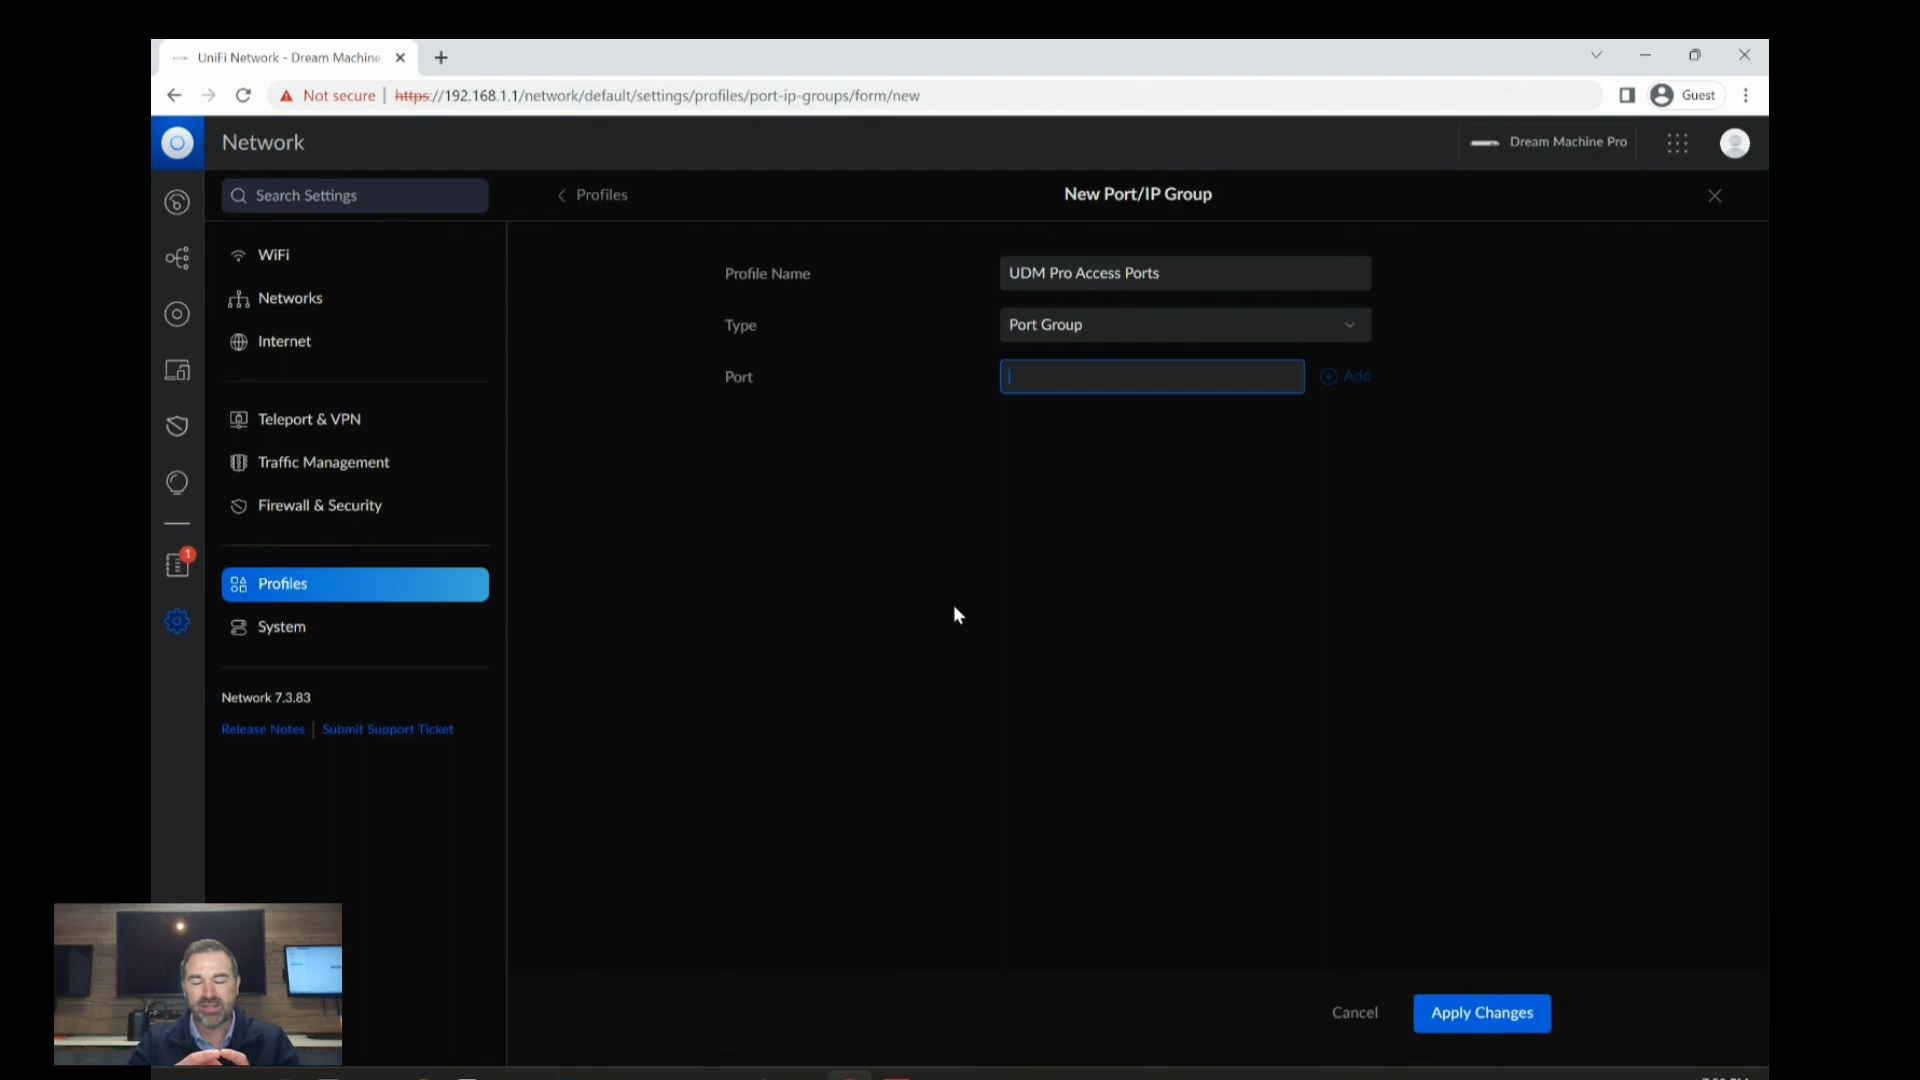 UniFi Network - Dream Machine
Not secure | https://192.168.1.1/network/default/settings/profiles/port-ip-groups/form/new
Guest
Network
Dream Machine Pro
Search Settings
Profiles
New Port/IP Group
WiFi
Networks
Internet
Teleport & VPN
Traffic Management
Firewall & Security
Profiles
System
Network 7.3.83
Release Notes | Submit Support Ticket
1
Profile Name
UDM Pro Access Ports
Type
Port Group
Port
Add
Cancel
Apply Changes